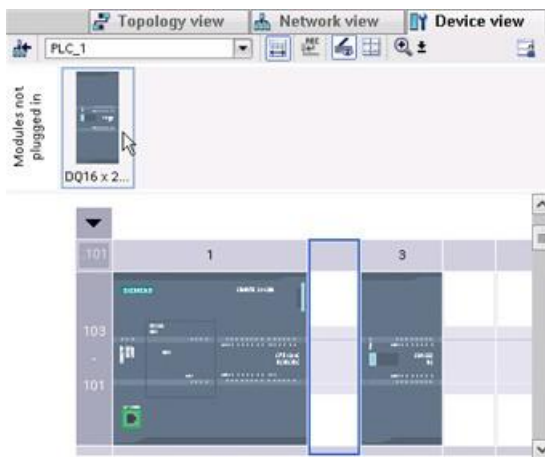 Topology view
Network view
Device view
PLC_1
Modules not
plugged in
DQ16 x 2...
101
1
3
SIEMENS
103
-
101